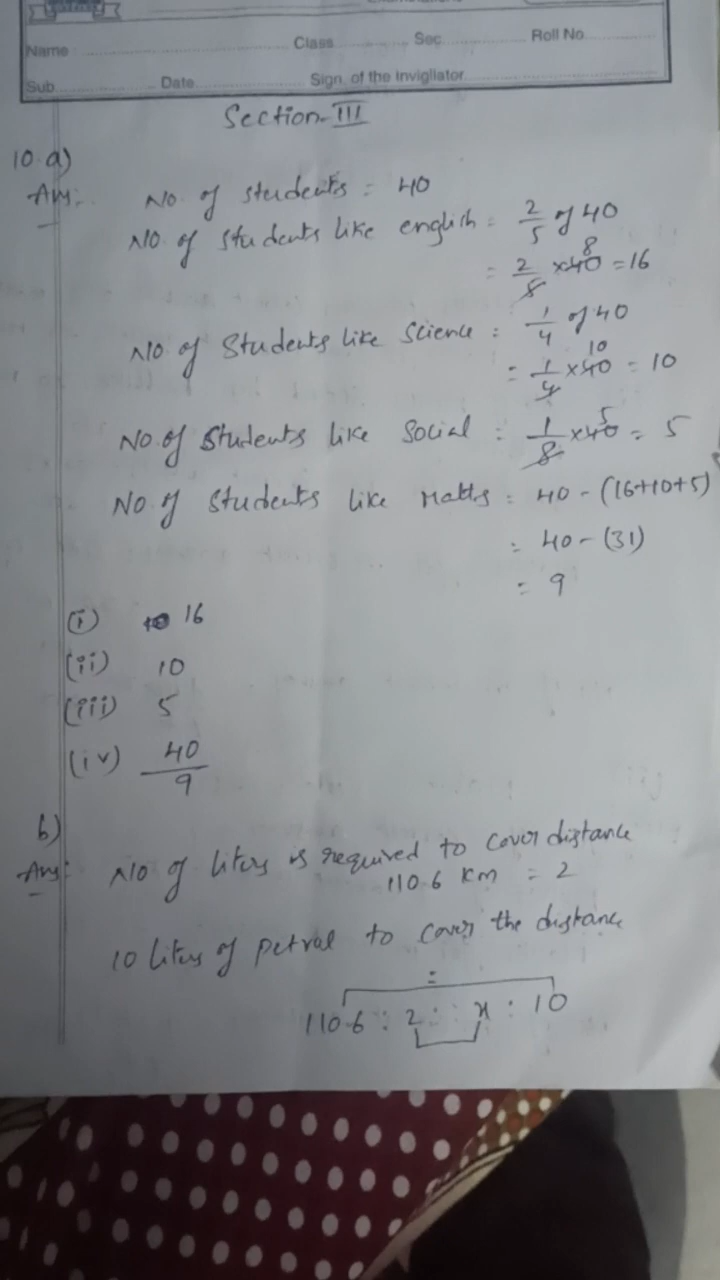 Name Class Sec Roll No.
Sub Date Sign. of the Invigilator
Section-III
10.a)
Ans: No. of students = 40
No. of students like english = 2/5 of 40
= 2/5 x 40 8 = 16
No of Students like Science = 1/4 of 40
= 1/4 x 40 10 = 10
No. of Students like Social = 1/8 x 40 5 = 5
No of Students like Maths = 40 - (16+10+5)
= 40 - (31)
= 9
(i) 16
(ii) 10
(iii) 5
(iv) 40/9
b)
Ans: No of liters is required to cover distance
110.6 km = 2
10 liters of petrol to cover the distance
=
110.6 : 2 :: x : 10